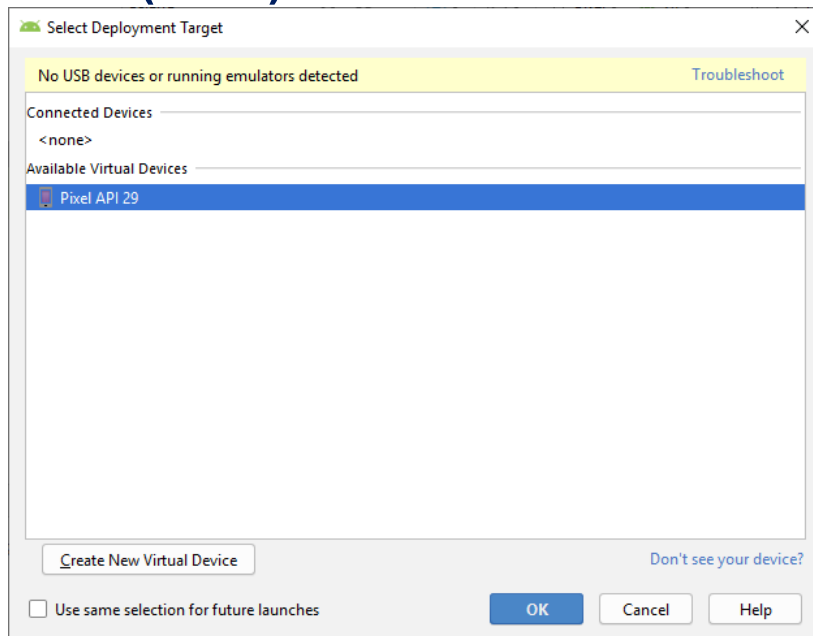 Select Deployment Target
No USB devices or running emulators detected Troubleshoot
Connected Devices
<none>
Available Virtual Devices
Pixel API 29
Create New Virtual Device Don't see your device?
Use same selection for future launches OK Cancel Help